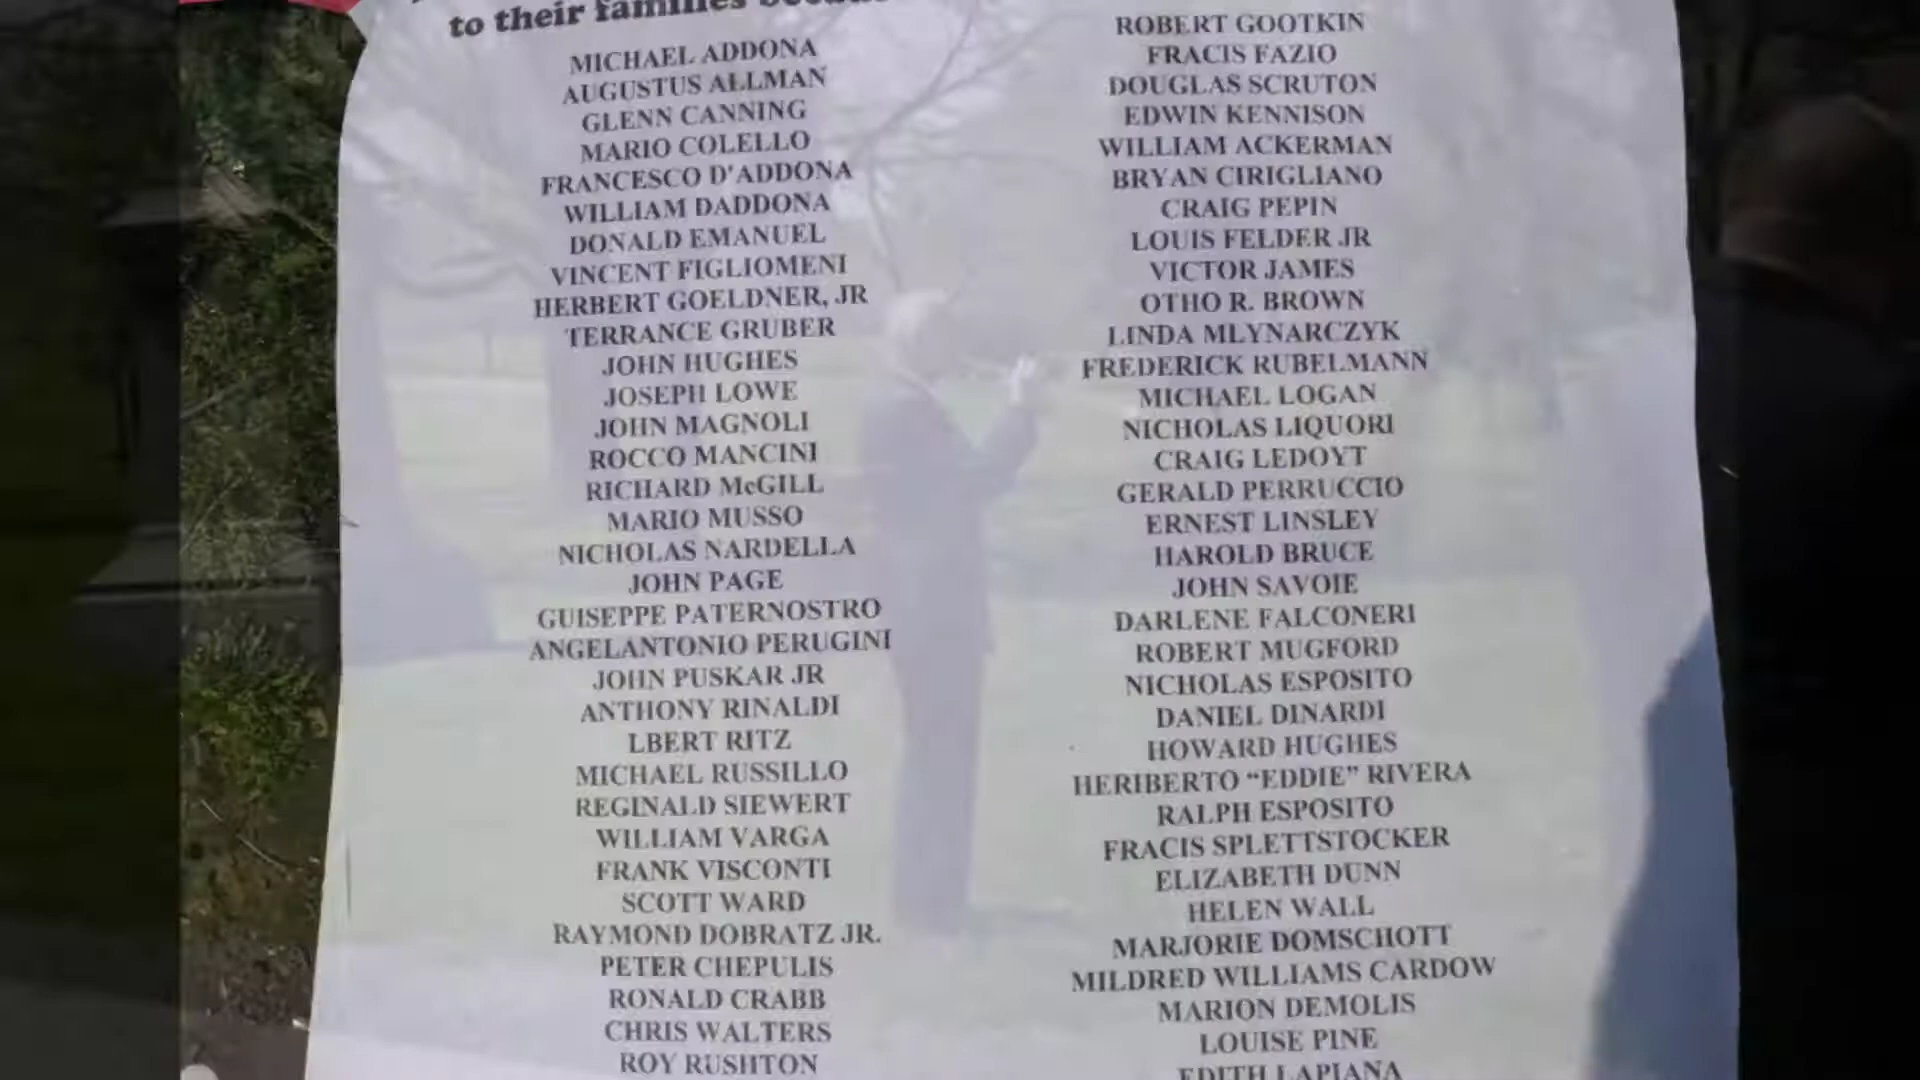 to their families
MICHAEL ADDONA
AUGUSTUS ALLMAN
GLENN CANNING
MARIO COLELLO
FRANCESCO D'ADDONA
WILLIAM DADDONA
DONALD EMANUEL
VINCENT FIGLIOMENI
HERBERT GOELDNER, JR
TERRANCE GRUBER
JOHN HUGHES
JOSEPH LOWE
JOHN MAGNOLI
ROCCO MANCINI
RICHARD McGILL
MARIO MUSSO
NICHOLAS NARDELLA
JOHN PAGE
GUISEPPE PATERNOSTRO
ANGELANTONIO PERUGINI
JOHN PUSKAR JR
ANTHONY RINALDI
LBERT RITZ
MICHAEL RUSSILLO
REGINALD SIEWERT
WILLIAM VARGA
FRANK VISCONTI
SCOTT WARD
RAYMOND DOBRATZ JR.
PETER CHEPULIS
RONALD CRABB
CHRIS WALTERS
ROY RUSHTON
ROBERT GOOTKIN
FRACIS FAZIO
DOUGLAS SCRUTON
EDWIN KENNISON
WILLIAM ACKERMAN
BRYAN CIRIGLIANO
CRAIG PEPIN
LOUIS FELDER JR
VICTOR JAMES
OTHO R. BROWN
LINDA MLYNARCZYK
FREDERICK RUBELMANN
MICHAEL LOGAN
NICHOLAS LIQUORI
CRAIG LEDOYT
GERALD PERRUCCIO
ERNEST LINSLEY
HAROLD BRUCE
JOHN SAVOIE
DARLENE FALCONERI
ROBERT MUGFORD
NICHOLAS ESPOSITO
DANIEL DINARDI
HOWARD HUGHES
HERIBERTO “EDDIE” RIVERA
RALPH ESPOSITO
FRACIS SPLETTSTOCKER
ELIZABETH DUNN
HELEN WALL
MARJORIE DOMSCHOTT
MILDRED WILLIAMS CARDOW
MARION DEMOLIS
LOUISE PINE
EDITH LAPIANA